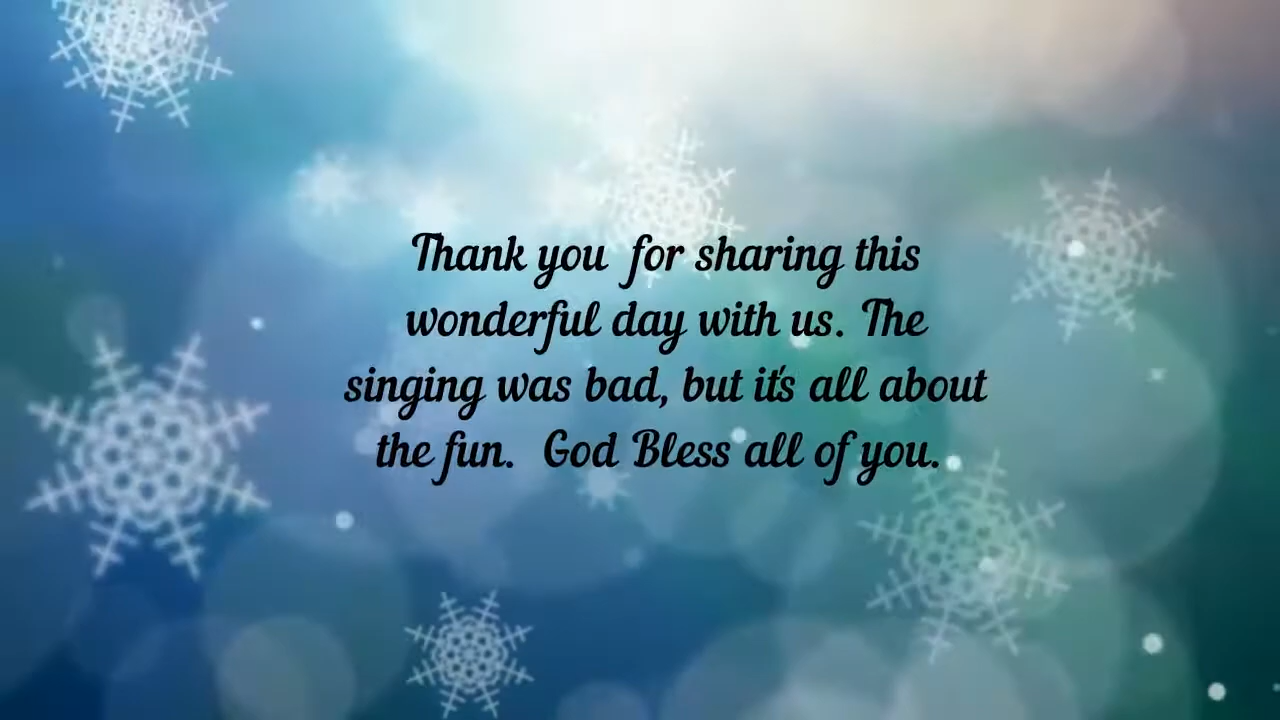 Thank you  for sharing this
wonderful day with us. The
singing was bad, but it's all about
the fun.  God Bless all of you.